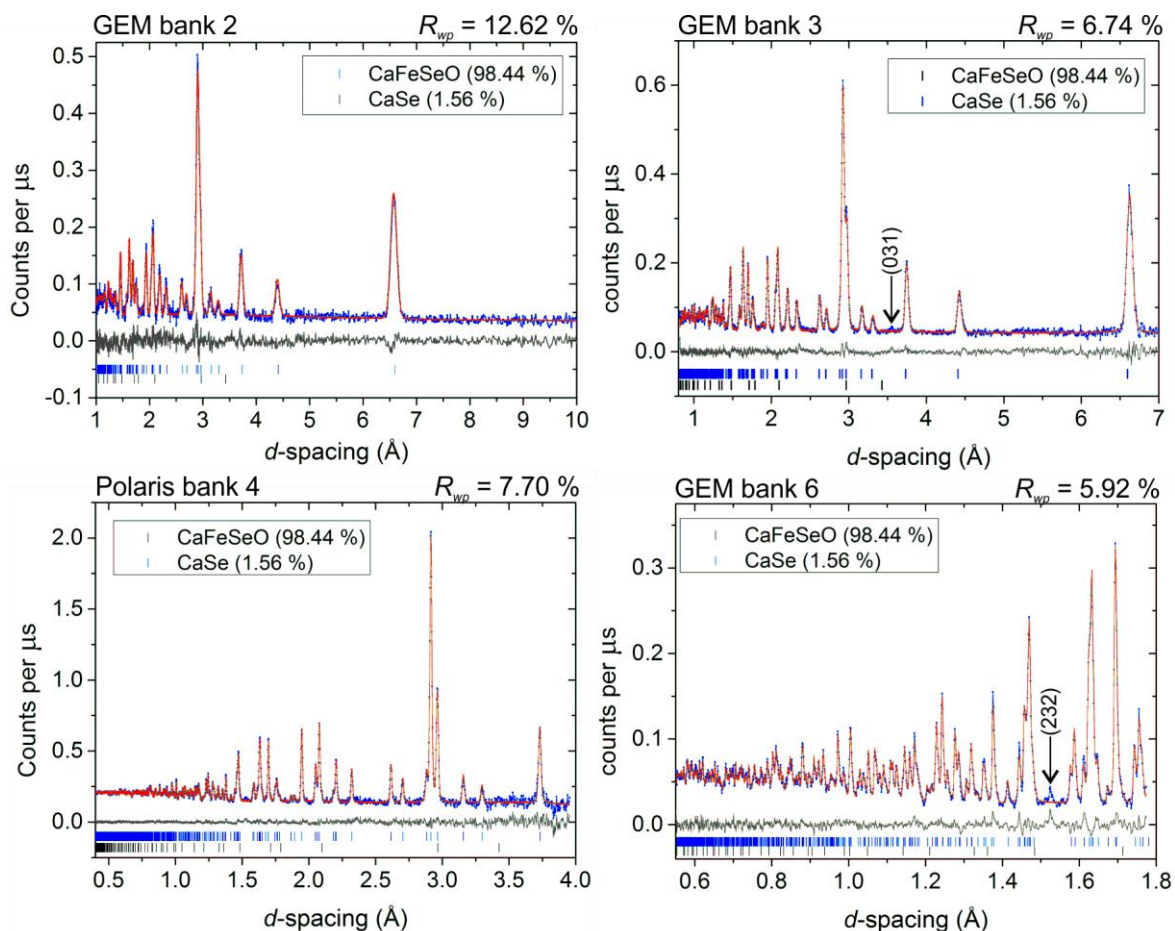 GEM bank 2 R_wp = 12.62 %
CaFeSeO (98.44 %)
CaSe (1.56 %)
Counts per μs
0.5
0.4
0.3
0.2
0.1
0.0
-0.1
1 2 3 4 5 6 7 8 9 10
d-spacing (Å)
GEM bank 3 R_wp = 6.74 %
CaFeSeO (98.44 %)
CaSe (1.56 %)
counts per μs
0.6
0.4
0.2
0.0
(031)
1 2 3 4 5 6 7
d-spacing (Å)
Polaris bank 4 R_wp = 7.70 %
CaFeSeO (98.44 %)
CaSe (1.56 %)
Counts per μs
2.0
1.5
1.0
0.5
0.0
0.5 1.0 1.5 2.0 2.5 3.0 3.5 4.0
d-spacing (Å)
GEM bank 6 R_wp = 5.92 %
CaFeSeO (98.44 %)
CaSe (1.56 %)
counts per μs
0.3
0.2
0.1
0.0
(232)
0.6 0.8 1.0 1.2 1.4 1.6 1.8
d-spacing (Å)